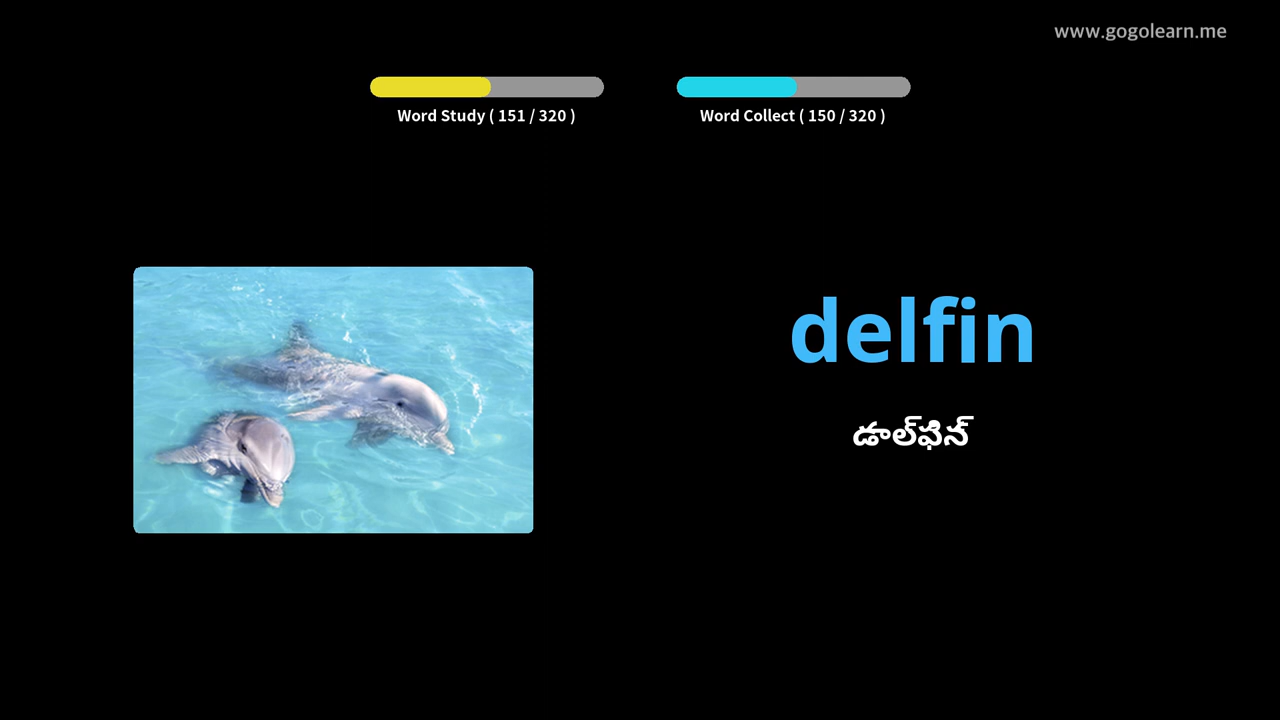 www.gogolearn.me
Word Study ( 151 / 320 )
Word Collect ( 150 / 320 )
delfin
డాల్ఫిన్